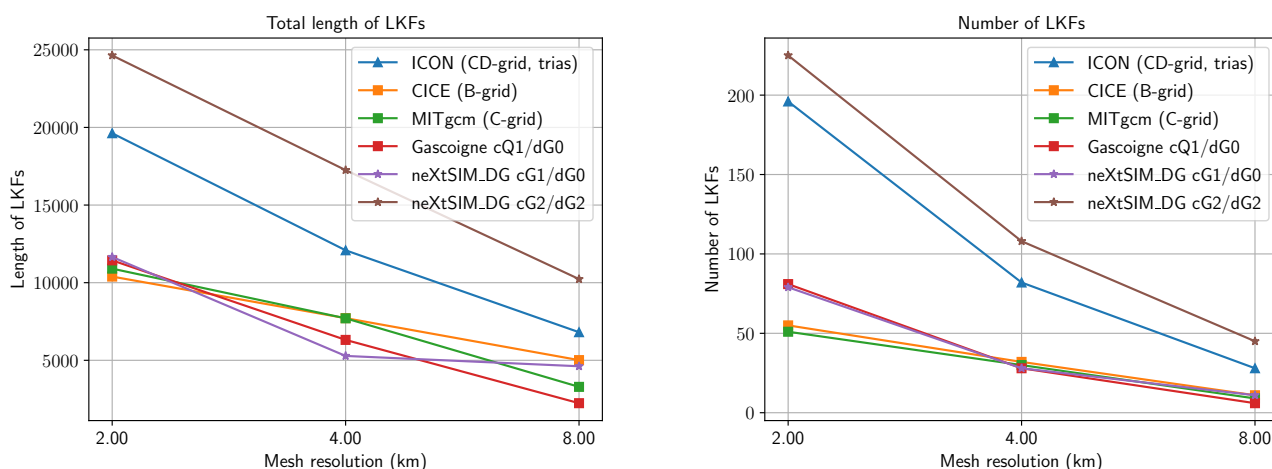 Total length of LKFs
25000
20000
15000
10000
5000
Length of LKFs
ICON (CD-grid, trias)
CICE (B-grid)
MITgcm (C-grid)
Gascoigne cQ1/dG0
neXtSIM_DG cG1/dG0
neXtSIM_DG cG2/dG2
2.00
4.00
8.00
Mesh resolution (km)
Number of LKFs
200
150
100
50
0
Number of LKFs
ICON (CD-grid, trias)
CICE (B-grid)
MITgcm (C-grid)
Gascoigne cQ1/dG0
neXtSIM_DG cG1/dG0
neXtSIM_DG cG2/dG2
2.00
4.00
8.00
Mesh resolution (km)